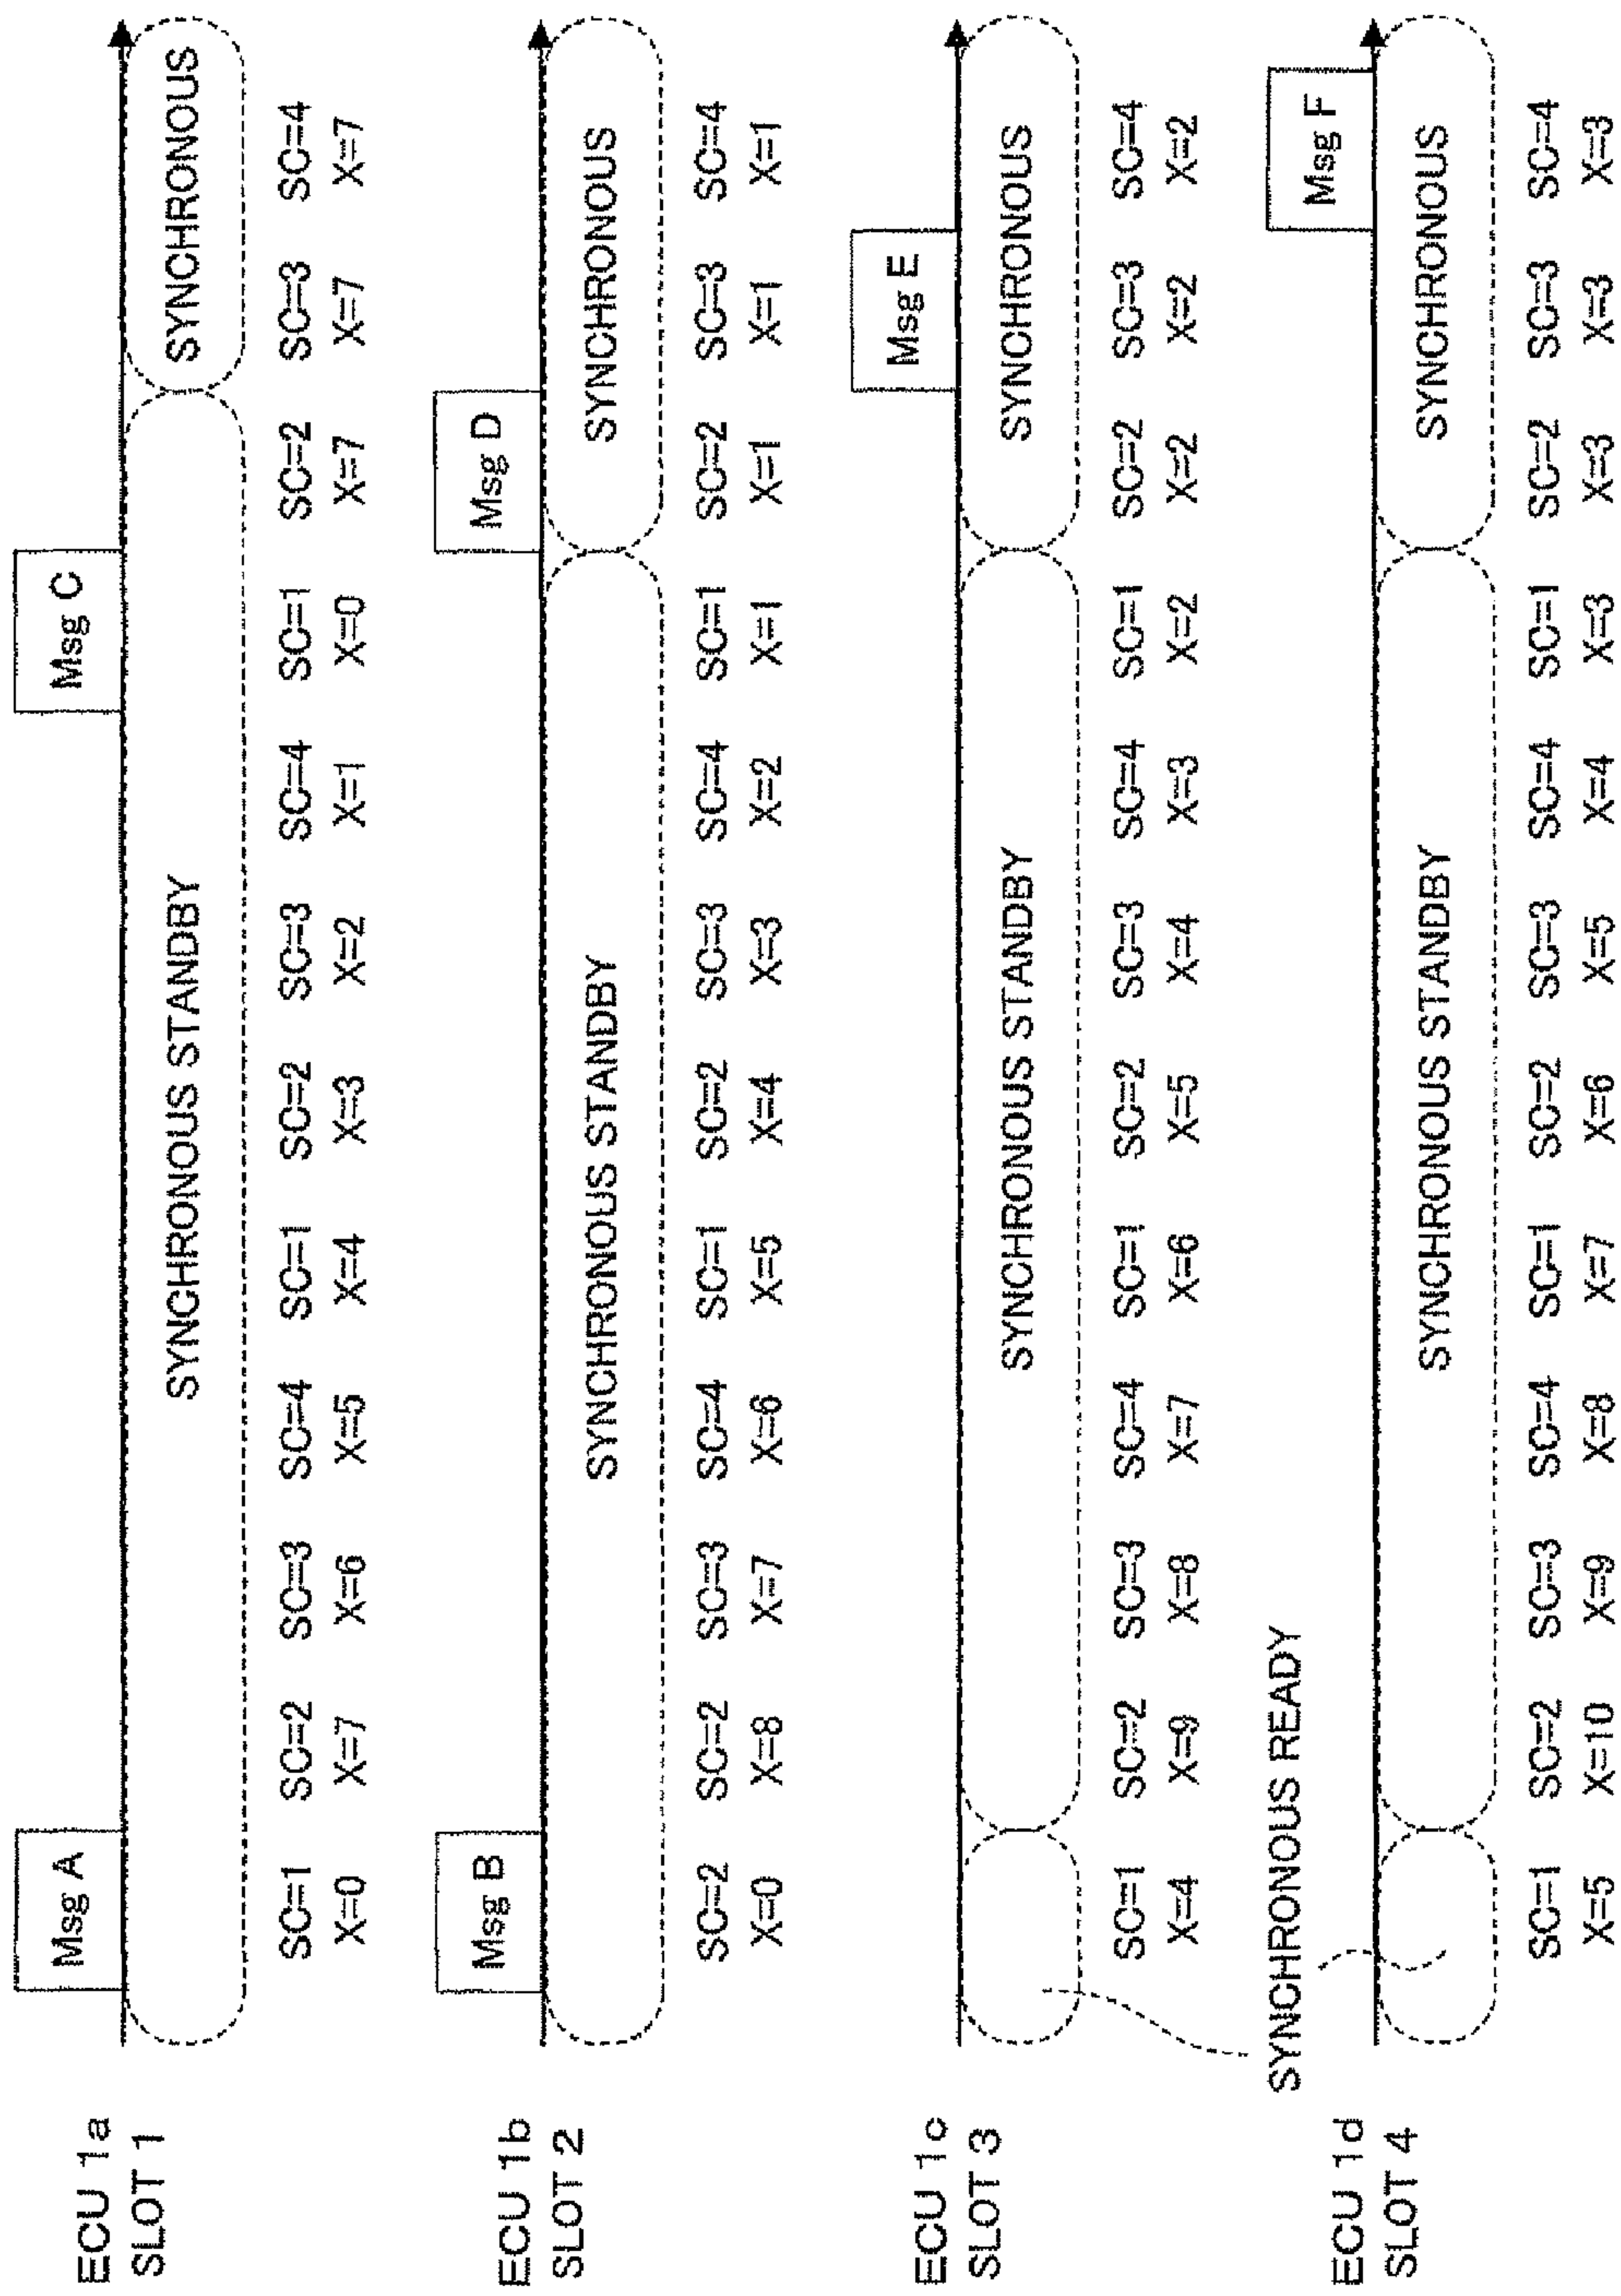 ECU 1a
SLOT 1
Msg A
Msg C
SYNCHRONOUS STANDBY
SYNCHRONOUS
SC=1 SC=2 SC=3 SC=4 SC=1 SC=2 SC=3 SC=4 SC=1 SC=2 SC=3 SC=4
X=0 X=7 X=6 X=5 X=4 X=3 X=2 X=1 X=0 X=7 X=7 X=7
ECU 1b
SLOT 2
Msg B
Msg D
SYNCHRONOUS STANDBY
SYNCHRONOUS
SC=2 SC=2 SC=3 SC=4 SC=1 SC=2 SC=3 SC=4 SC=1 SC=2 SC=3 SC=4
X=0 X=8 X=7 X=6 X=5 X=4 X=3 X=2 X=1 X=1 X=1 X=1
ECU 1c
SLOT 3
Msg E
SYNCHRONOUS STANDBY
SYNCHRONOUS
SC=1 SC=2 SC=3 SC=4 SC=1 SC=2 SC=3 SC=4 SC=1 SC=2 SC=3 SC=4
X=4 X=9 X=8 X=7 X=6 X=5 X=4 X=3 X=2 X=2 X=2 X=2
SYNCHRONOUS READY
ECU 1d
SLOT 4
Msg F
SYNCHRONOUS STANDBY
SYNCHRONOUS
SC=1 SC=2 SC=3 SC=4 SC=1 SC=2 SC=3 SC=4 SC=1 SC=2 SC=3 SC=4
X=5 X=10 X=9 X=8 X=7 X=6 X=5 X=4 X=3 X=3 X=3 X=3